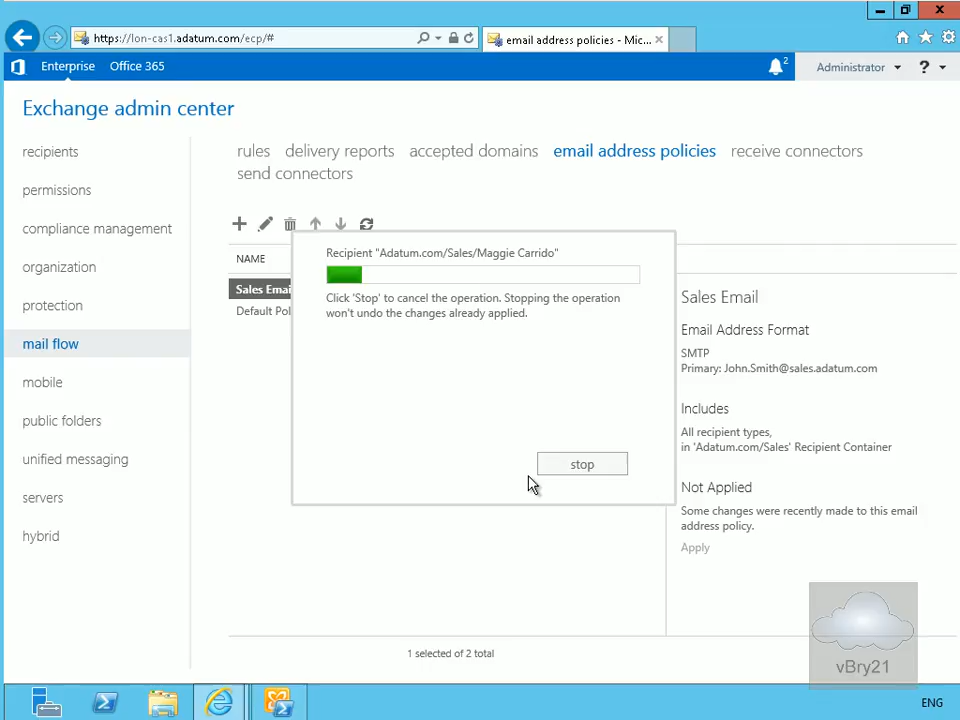 https://lon-cas1.adatum.com/ecp/#
email address policies - Mic...
Enterprise
Office 365
2
Administrator
?
Exchange admin center
recipients
permissions
compliance management
organization
protection
mail flow
mobile
public folders
unified messaging
servers
hybrid
rules
delivery reports
accepted domains
email address policies
receive connectors
send connectors
NAME
Sales Emai
Default Pol
Recipient "Adatum.com/Sales/Maggie Carrido"
Click 'Stop' to cancel the operation. Stopping the operation
won't undo the changes already applied.
stop
Sales Email
Email Address Format
SMTP
Primary: John.Smith@sales.adatum.com
Includes
All recipient types,
in 'Adatum.com/Sales' Recipient Container
Not Applied
Some changes were recently made to this email
address policy.
Apply
1 selected of 2 total
vBry21
ENG